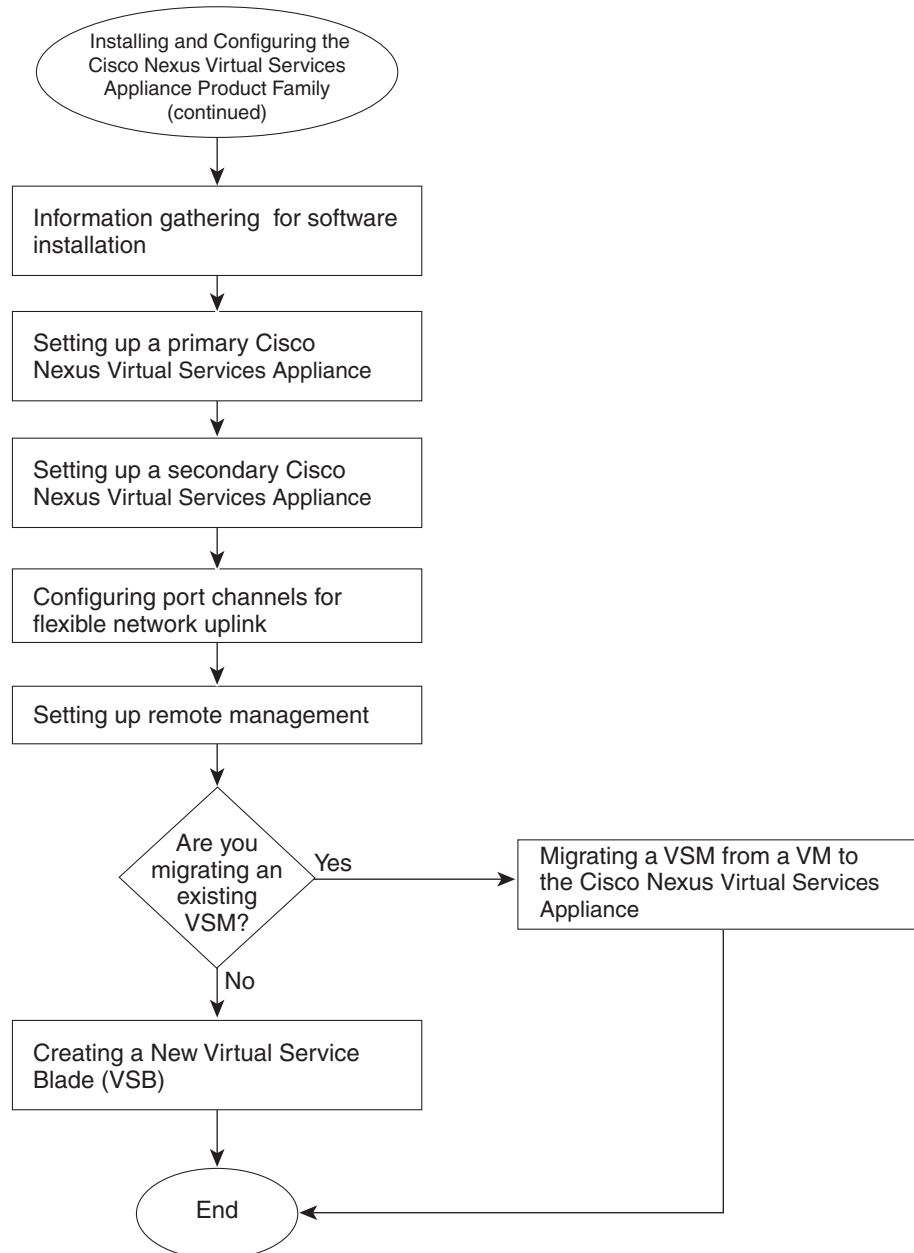 Installing and Configuring the
Cisco Nexus Virtual Services
Appliance Product Family
(continued)
Information gathering for software
installation
Setting up a primary Cisco
Nexus Virtual Services Appliance
Setting up a secondary Cisco
Nexus Virtual Services Appliance
Configuring port channels for
flexible network uplink
Setting up remote management
Are you
migrating an
existing
VSM?
Yes
Migrating a VSM from a VM to
the Cisco Nexus Virtual Services
Appliance
No
Creating a New Virtual Service
Blade (VSB)
End